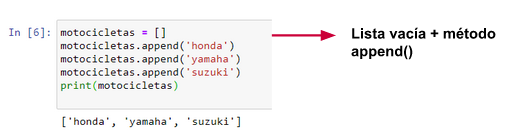 In [6]:
motocicletas = []
motocicletas.append('honda')
motocicletas.append('yamaha')
motocicletas.append('suzuki')
print(motocicletas)
['honda', 'yamaha', 'suzuki']
Lista vacía + método
append()